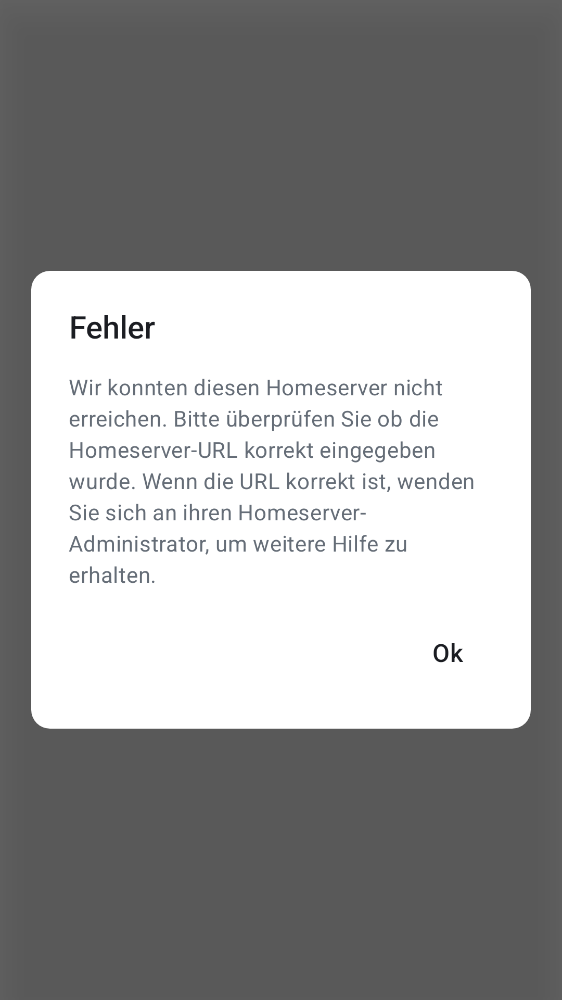 Fehler
Wir konnten diesen Homeserver nicht
erreichen. Bitte überprüfen Sie ob die
Homeserver-URL korrekt eingegeben
wurde. Wenn die URL korrekt ist, wenden
Sie sich an ihren Homeserver-
Administrator, um weitere Hilfe zu
erhalten.
Ok